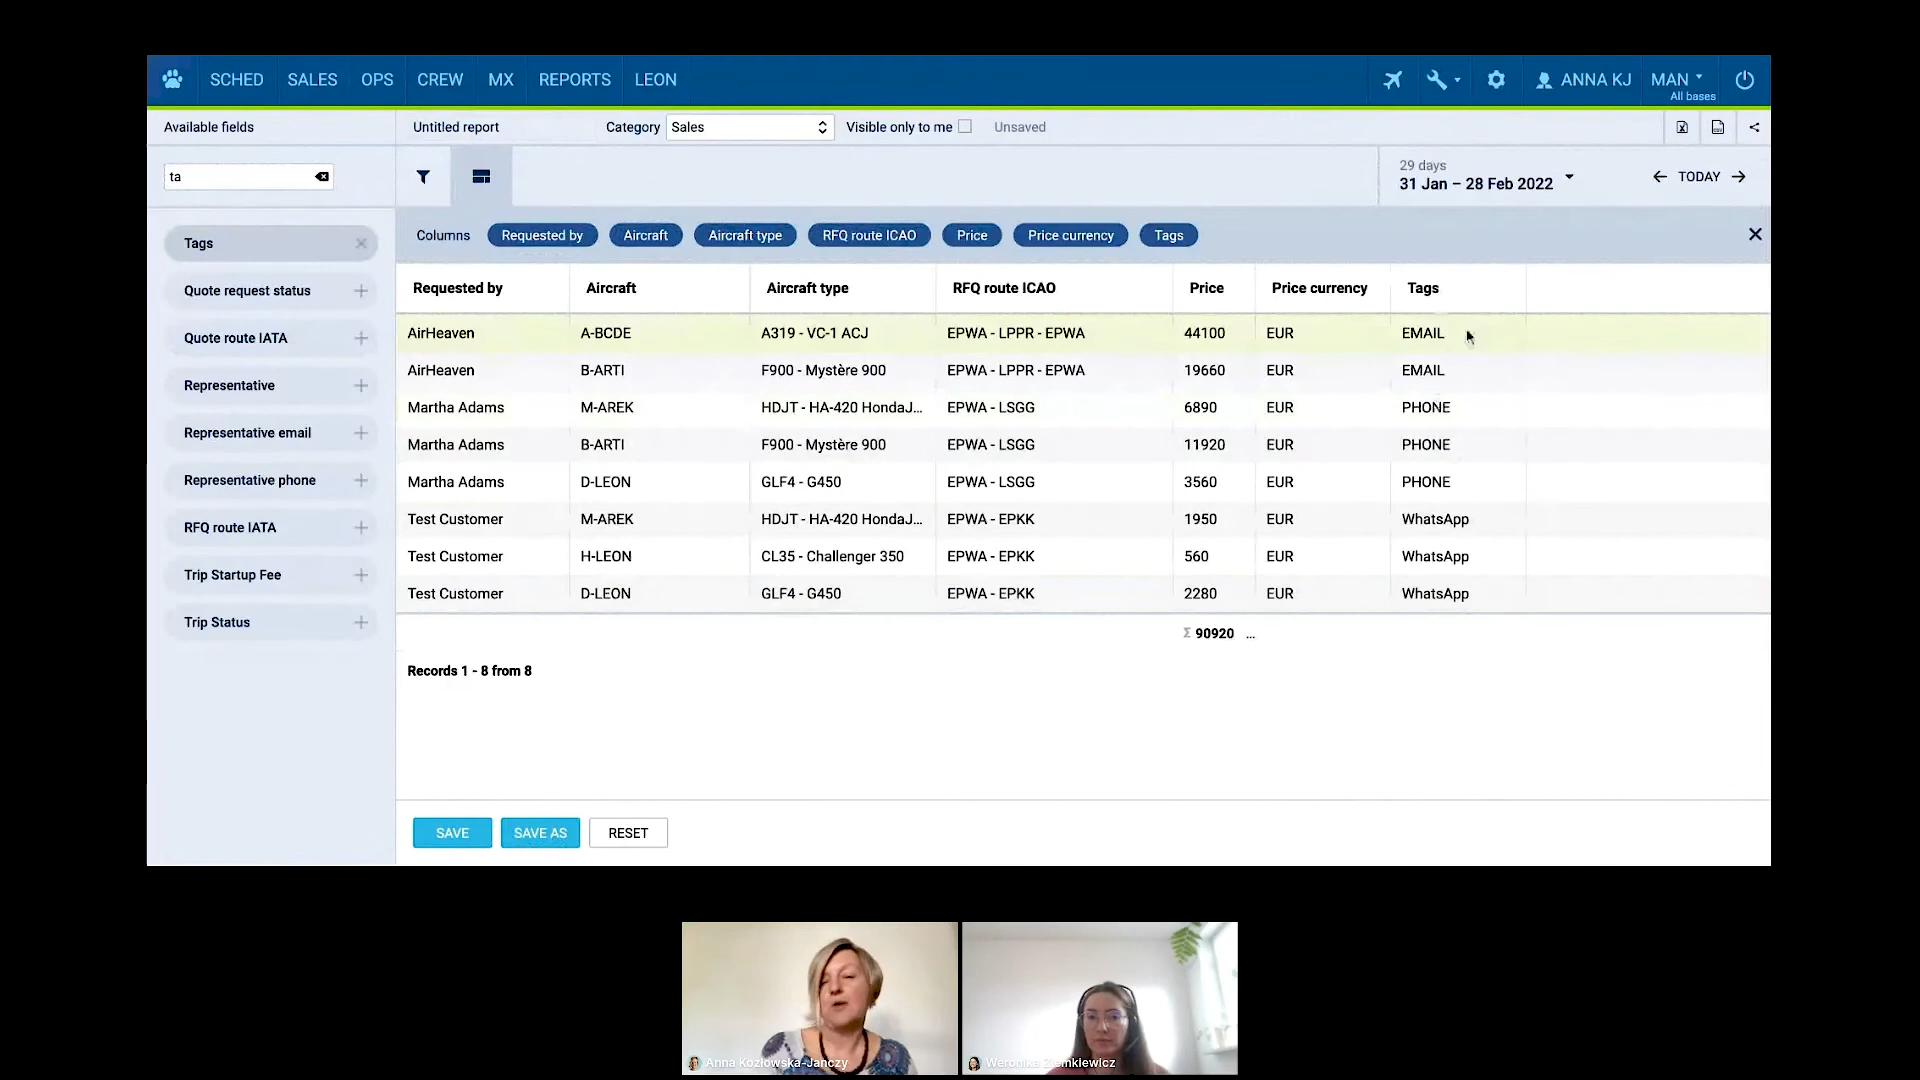 SCHED SALES OPS CREW MX REPORTS LEON ANNA KJ MAN
All bases
Available fields Untitled report Category Sales Visible only to me Unsaved
29 days
ta 31 Jan – 28 Feb 2022 TODAY
Columns Requested by Aircraft Aircraft type RFQ route ICAO Price Price currency Tags
Tags
Quote request status
Quote route IATA
Representative
Representative email
Representative phone
RFQ route IATA
Trip Startup Fee
Trip Status
Requested by Aircraft Aircraft type RFQ route ICAO Price Price currency Tags
AirHeaven A-BCDE A319 - VC-1 ACJ EPWA - LPPR - EPWA 44100 EUR EMAIL
AirHeaven B-ARTI F900 - Mystère 900 EPWA - LPPR - EPWA 19660 EUR EMAIL
Martha Adams M-AREK HDJT - HA-420 HondaJ... EPWA - LSGG 6890 EUR PHONE
Martha Adams B-ARTI F900 - Mystère 900 EPWA - LSGG 11920 EUR PHONE
Martha Adams D-LEON GLF4 - G450 EPWA - LSGG 3560 EUR PHONE
Test Customer M-AREK HDJT - HA-420 HondaJ... EPWA - EPKK 1950 EUR WhatsApp
Test Customer H-LEON CL35 - Challenger 350 EPWA - EPKK 560 EUR WhatsApp
Test Customer D-LEON GLF4 - G450 EPWA - EPKK 2280 EUR WhatsApp
Σ 90920 ...
Records 1 - 8 from 8
SAVE SAVE AS RESET
Anna Kozłowska-Janczy Weronika Ziemkiewicz